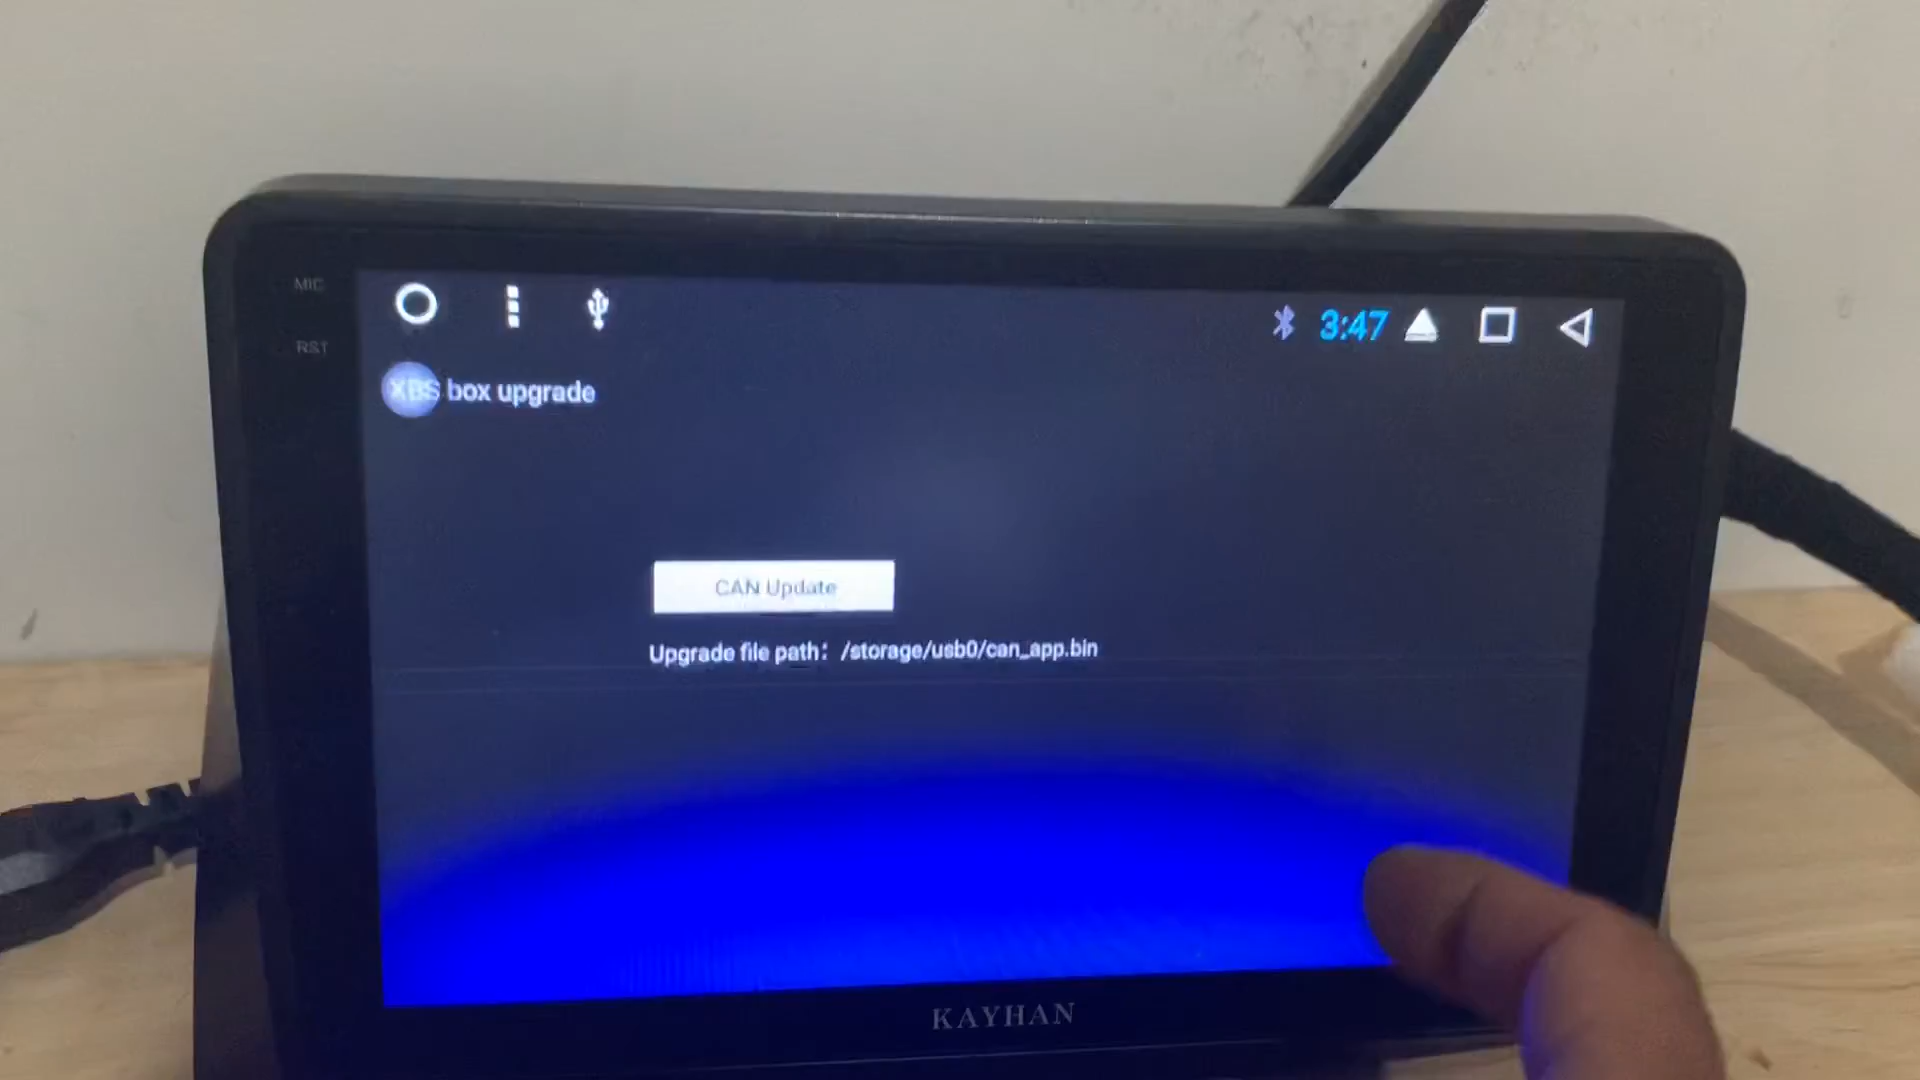 MIC
3:47
RST
XBS box upgrade
CAN Update
Upgrade file path: /storage/usb0/can_app.bin
KAYHAN